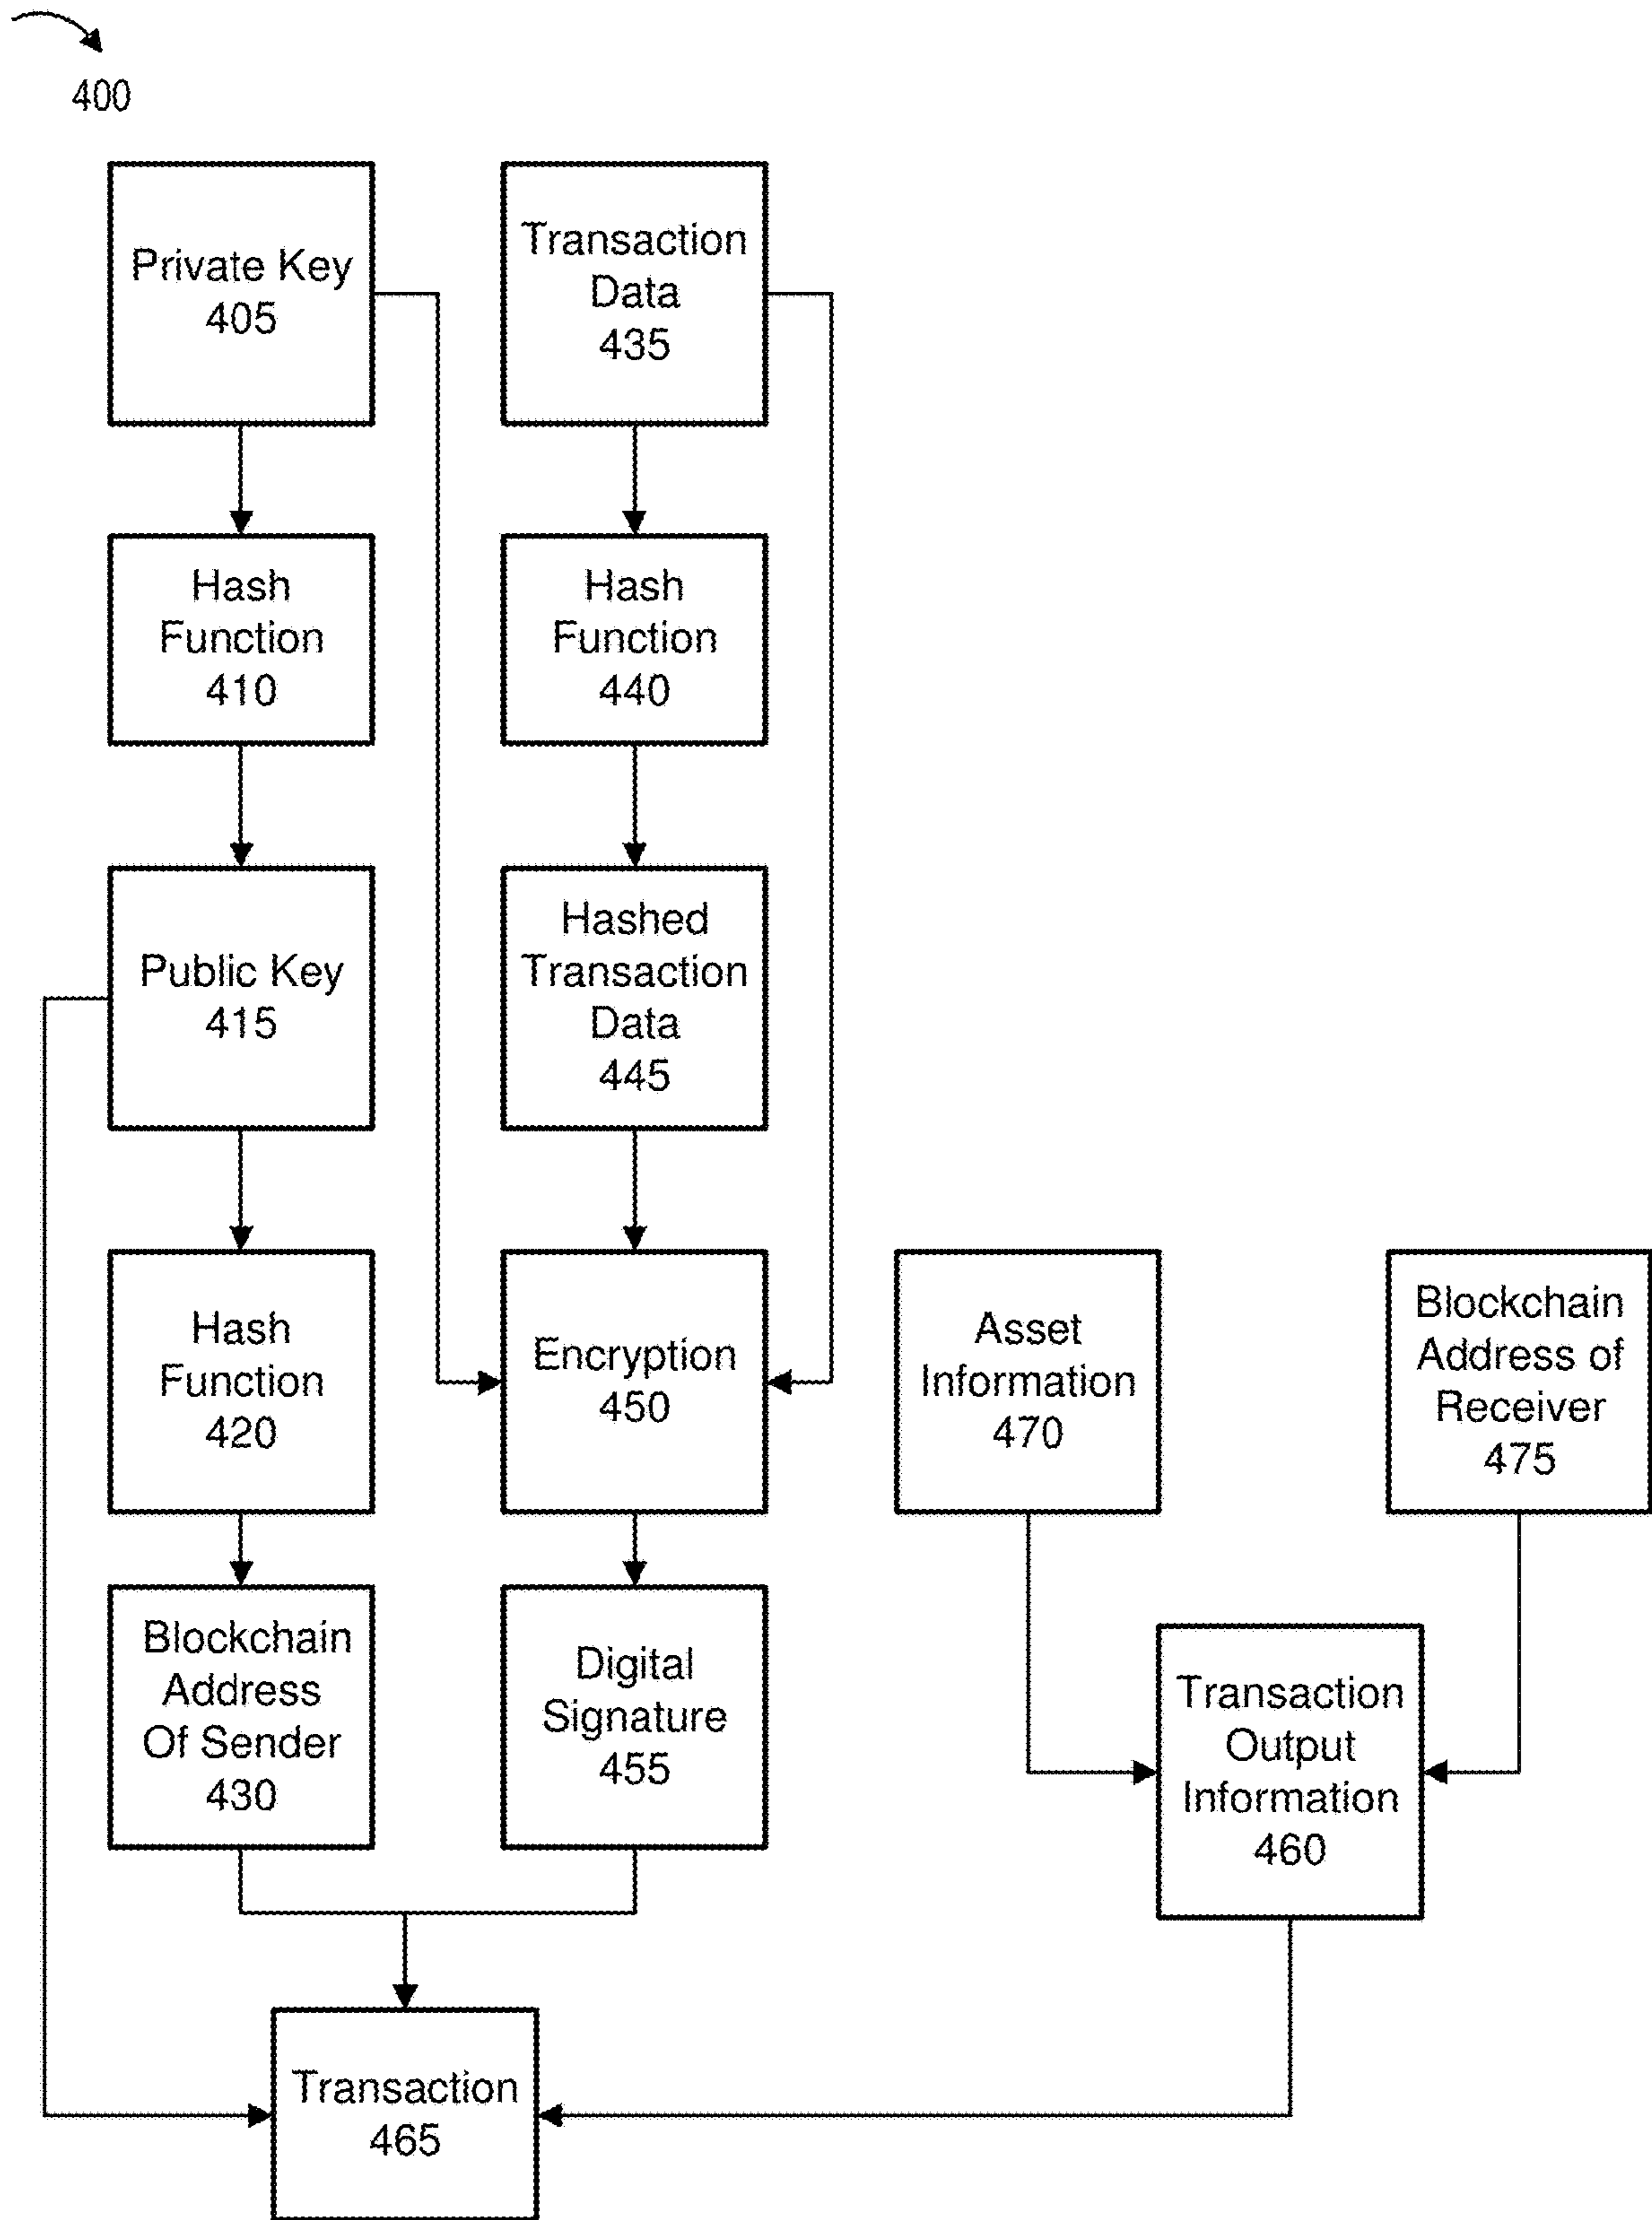 400
Private Key
405
Transaction
Data
435
Hash
Function
410
Hash
Function
440
Public Key
415
Hashed
Transaction
Data
445
Hash
Function
420
Encryption
450
Asset
Information
470
Blockchain
Address of
Receiver
475
Blockchain
Address
Of Sender
430
Digital
Signature
455
Transaction
Output
Information
460
Transaction
465